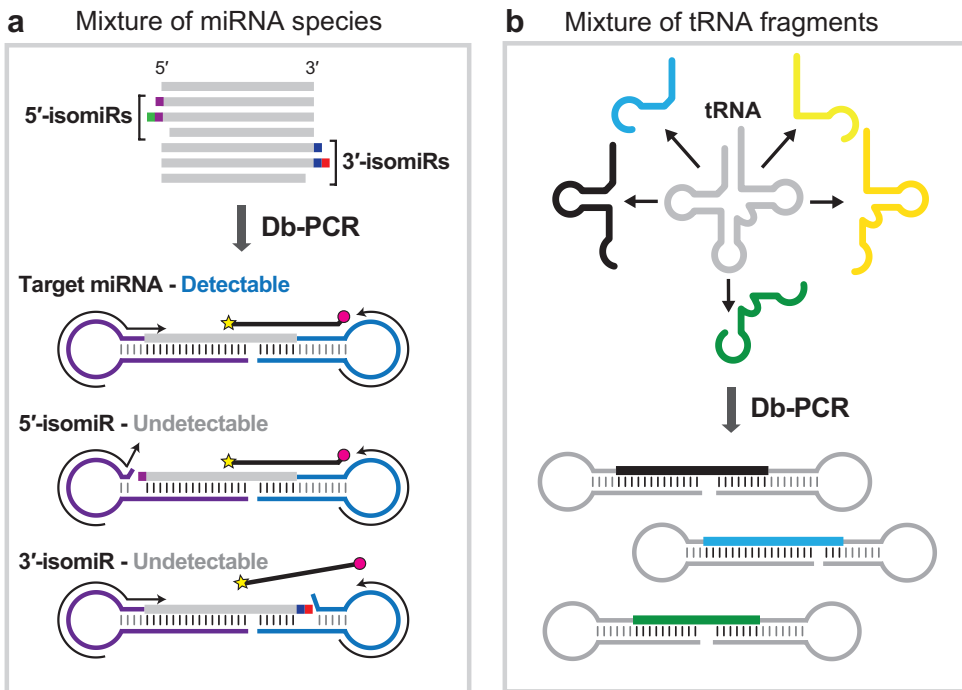 a Mixture of miRNA species
5′ 3′
5′-isomiRs
3′-isomiRs
Db-PCR
Target miRNA - Detectable
5′-isomiR - Undetectable
3′-isomiR - Undetectable
b Mixture of tRNA fragments
tRNA
Db-PCR